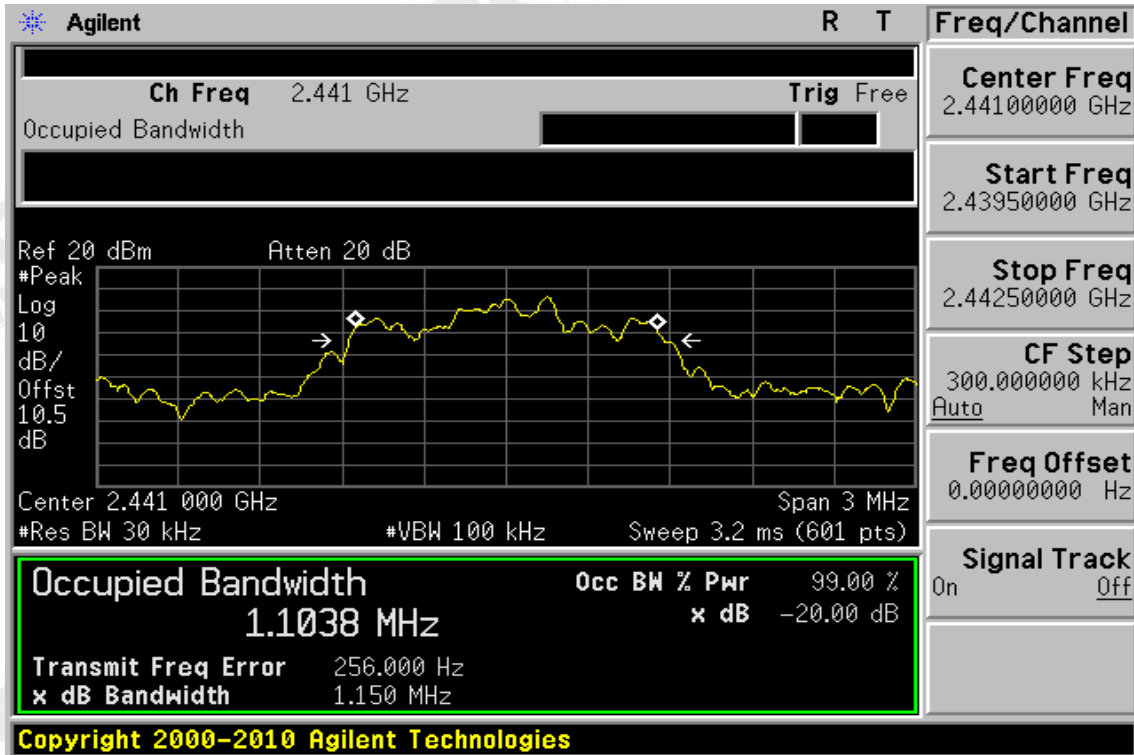 Agilent R T
Ch Freq 2.441 GHz Trig Free
Occupied Bandwidth
Ref 20 dBm Atten 20 dB
#Peak
Log
10
dB/
Offst
10.5
dB
Center 2.441 000 GHz Span 3 MHz
#Res BW 30 kHz #VBW 100 kHz Sweep 3.2 ms (601 pts)
Occupied Bandwidth
1.1038 MHz
Occ BW % Pwr 99.00 %
x dB -20.00 dB
Transmit Freq Error 256.000 Hz
x dB Bandwidth 1.150 MHz
Copyright 2000-2010 Agilent Technologies
Freq/Channel
Center Freq
2.44100000 GHz
Start Freq
2.43950000 GHz
Stop Freq
2.44250000 GHz
CF Step
300.000000 kHz
Auto Man
Freq Offset
0.00000000 Hz
Signal Track
On Off